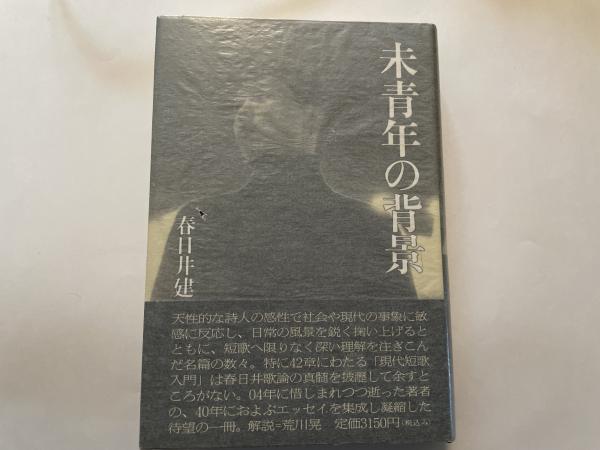 未青年の背景
春日井建
天性的な詩人の感性で社会や現代の事象に敏
感に反応し、日常の風景を鋭く掬い上げると
ともに、短歌へ限りなく深い理解を注ぎこん
だ名篇の数々。特に42章にわたる「現代短歌
入門」は春日井歌論の真髄を披瀝して余すと
ころがない。04年に惜しまれつつ逝った著者
の、40年におよぶエッセイを集成し凝縮した
待望の一冊。解説=荒川晃 定価3150円(税込み)